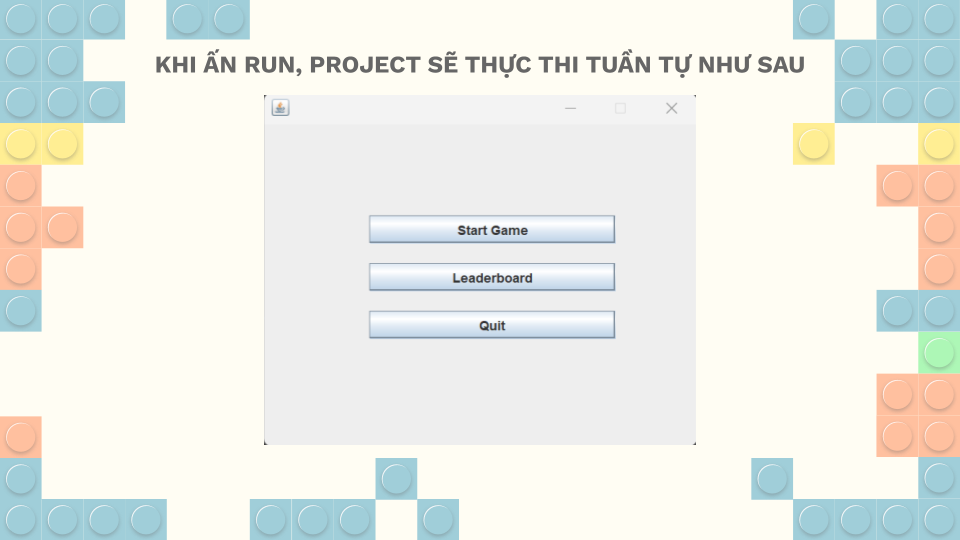 KHI ẤN RUN, PROJECT SẼ THỰC THI TUẦN TỰ NHƯ SAU
Start Game
Leaderboard
Quit